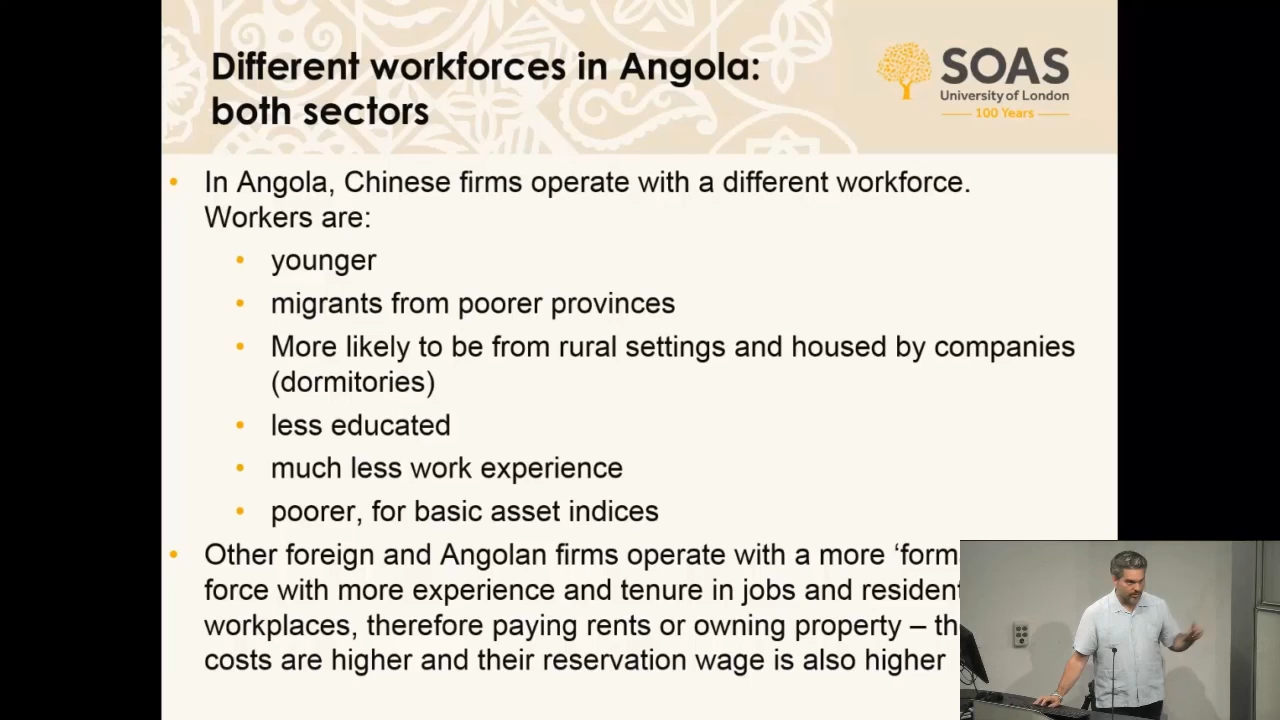 Different workforces in Angola:
both sectors
SOAS
University of London
100 Years
• In Angola, Chinese firms operate with a different workforce.
Workers are:
• younger
• migrants from poorer provinces
• More likely to be from rural settings and housed by companies
(dormitories)
• less educated
• much less work experience
• poorer, for basic asset indices
• Other foreign and Angolan firms operate with a more ‘form
force with more experience and tenure in jobs and resident
workplaces, therefore paying rents or owning property – th
costs are higher and their reservation wage is also higher